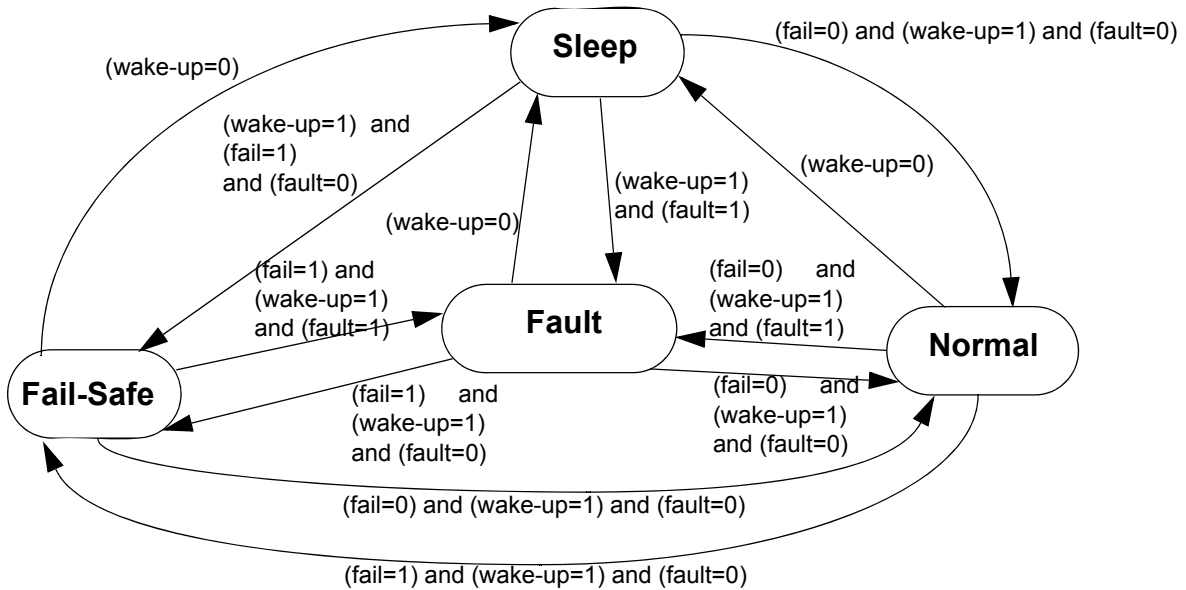 Sleep
(fail=0) and (wake-up=1) and (fault=0)
(wake-up=0)
(wake-up=1) and
(fail=1)
and (fault=0)
(wake-up=0)
(wake-up=1)
and (fault=1)
(wake-up=0)
(fail=1) and
(wake-up=1)
and (fault=1)
(fail=0) and
(wake-up=1)
and (fault=1)
Fault
Normal
Fail-Safe
(fail=1) and
(wake-up=1)
and (fault=0)
(fail=0) and
(wake-up=1)
and (fault=0)
(fail=0) and (wake-up=1) and (fault=0)
(fail=1) and (wake-up=1) and (fault=0)